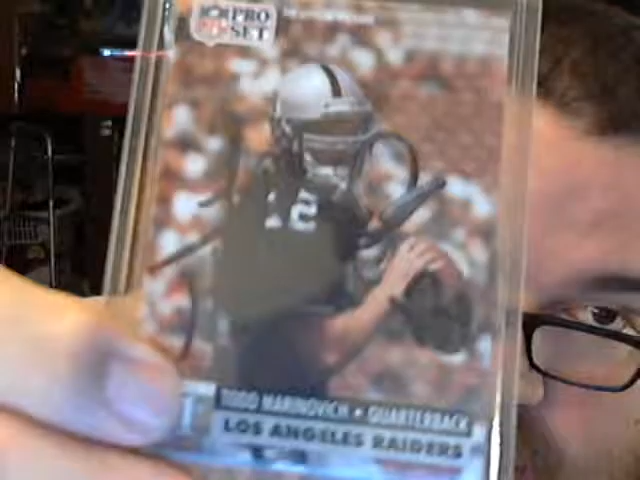 PRO
SET
12
TODD MARINOVICH • QUARTERBACK
LOS ANGELES RAIDERS